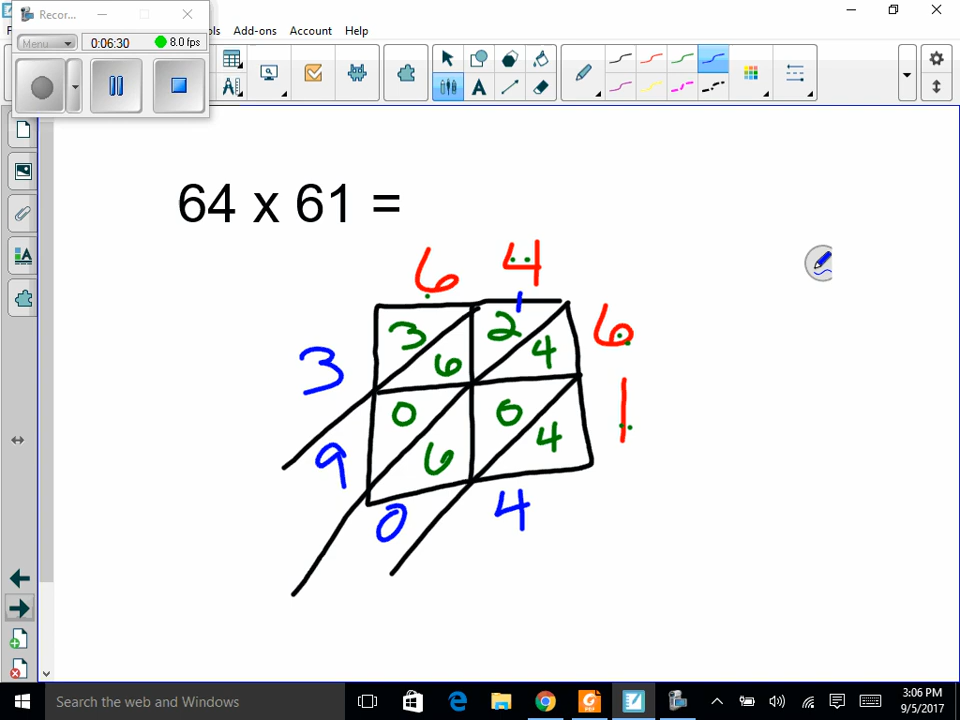 Recor...
Menu
0:06:30
8.0 fps
ols Add-ons Account Help
64 x 61 =
6 4
1
3 2 6
3 6 4
0 0 1
9 6 4
0 4
Search the web and Windows
3:06 PM
9/5/2017